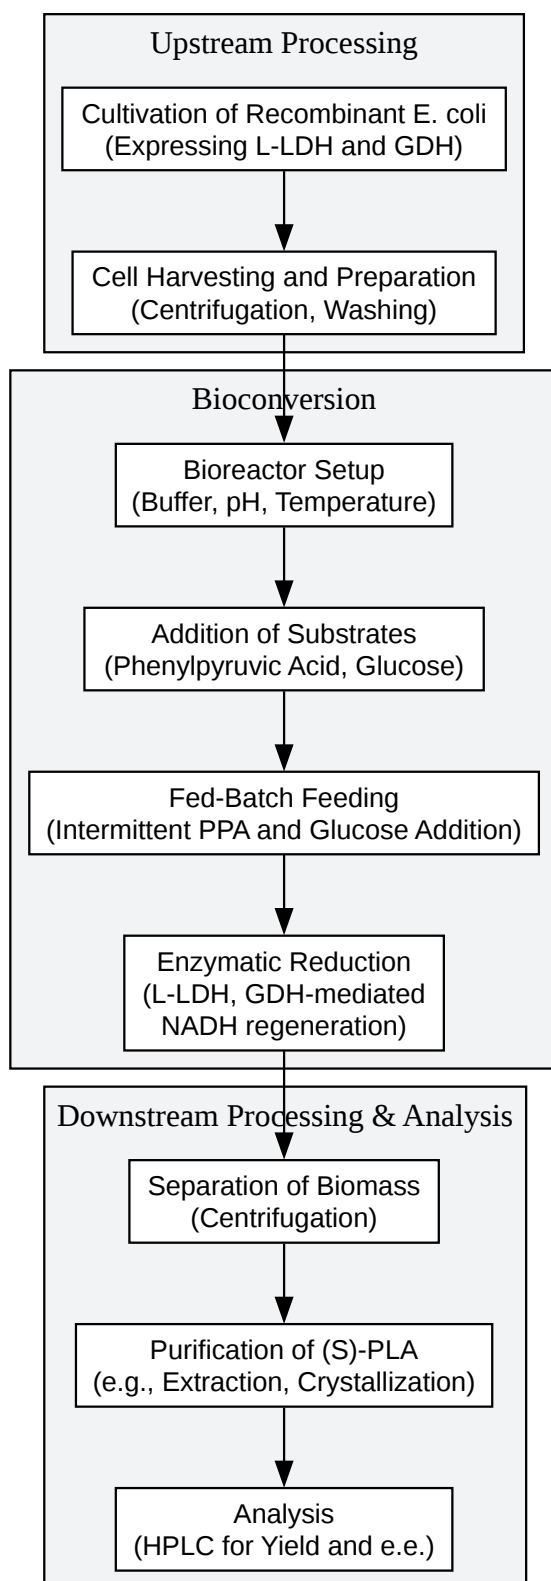 Upstream Processing
Cultivation of Recombinant E. coli
(Expressing L-LDH and GDH)
Cell Harvesting and Preparation
(Centrifugation, Washing)
Bioconversion
Bioreactor Setup
(Buffer, pH, Temperature)
Addition of Substrates
(Phenylpyruvic Acid, Glucose)
Fed-Batch Feeding
(Intermittent PPA and Glucose Addition)
Enzymatic Reduction
(L-LDH, GDH-mediated
NADH regeneration)
Downstream Processing & Analysis
Separation of Biomass
(Centrifugation)
Purification of (S)-PLA
(e.g., Extraction, Crystallization)
Analysis
(HPLC for Yield and e.e.)